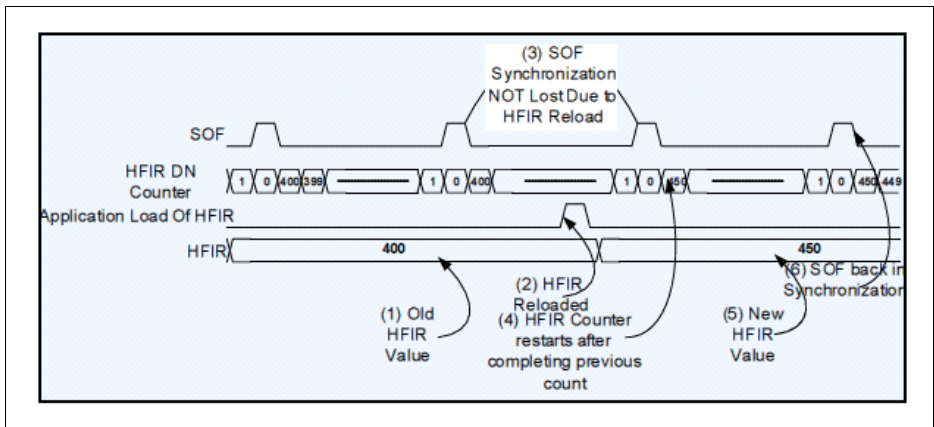 (3) SOF
Synchronization
NOT Lost Due to
HFIR Reload
SOF
HFIR DN
Counter
1 0 400 399 1 0 400 1 0 450 1 0 450 449
Application Load Of HFIR
HFIR
400
450
(1) Old
HFIR
Value
(2) HFIR
Reloaded
(4) HFIR Counter
restarts after
completing previous
count
(5) New
HFIR
Value
(6) SOF back in
Synchronization